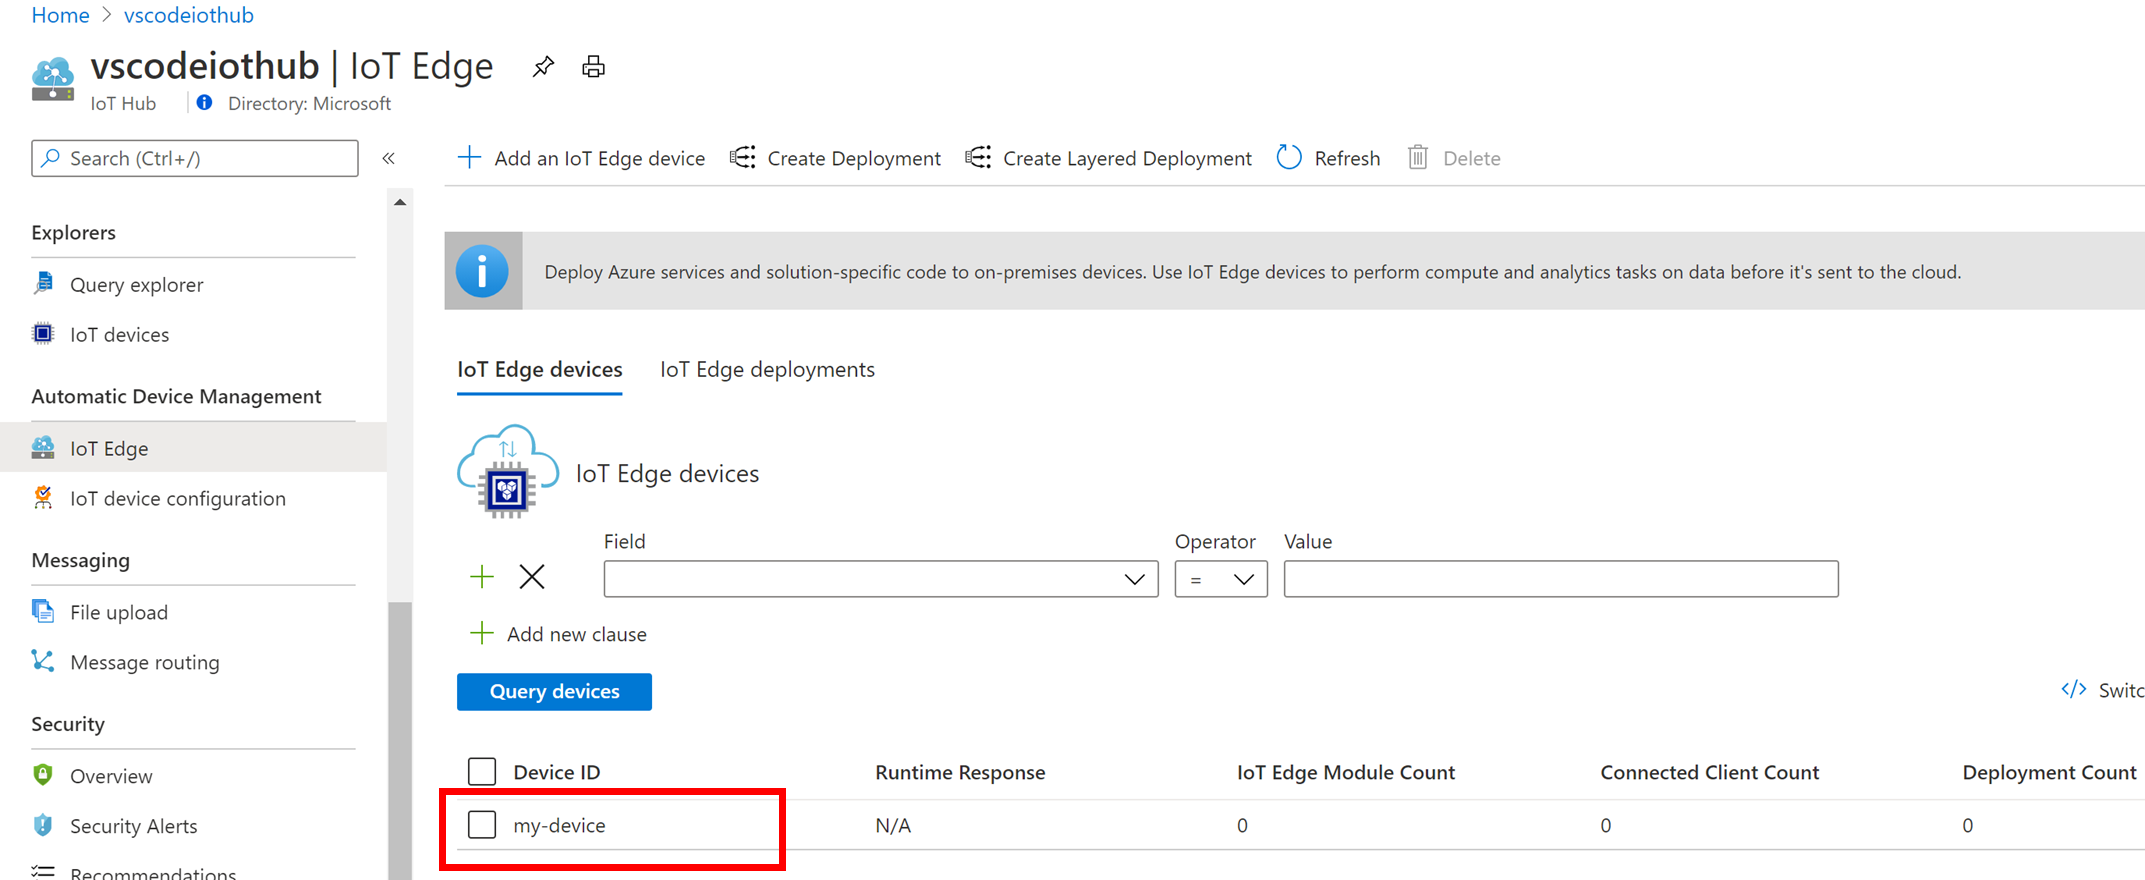 Home > vscodeiothub
vscodeiothub | IoT Edge
IoT Hub
Directory: Microsoft
Search (Ctrl+/)
«
Add an IoT Edge device
Create Deployment
Create Layered Deployment
Refresh
Delete
Explorers
Query explorer
IoT devices
Automatic Device Management
IoT Edge
IoT device configuration
Messaging
File upload
Message routing
Security
Overview
Security Alerts
Recommendations
Deploy Azure services and solution-specific code to on-premises devices. Use IoT Edge devices to perform compute and analytics tasks on data before it's sent to the cloud.
IoT Edge devices
IoT Edge deployments
IoT Edge devices
Field
Operator
Value
=
Add new clause
Query devices
</> Switc
Device ID
Runtime Response
IoT Edge Module Count
Connected Client Count
Deployment Count
my-device
N/A
0
0
0